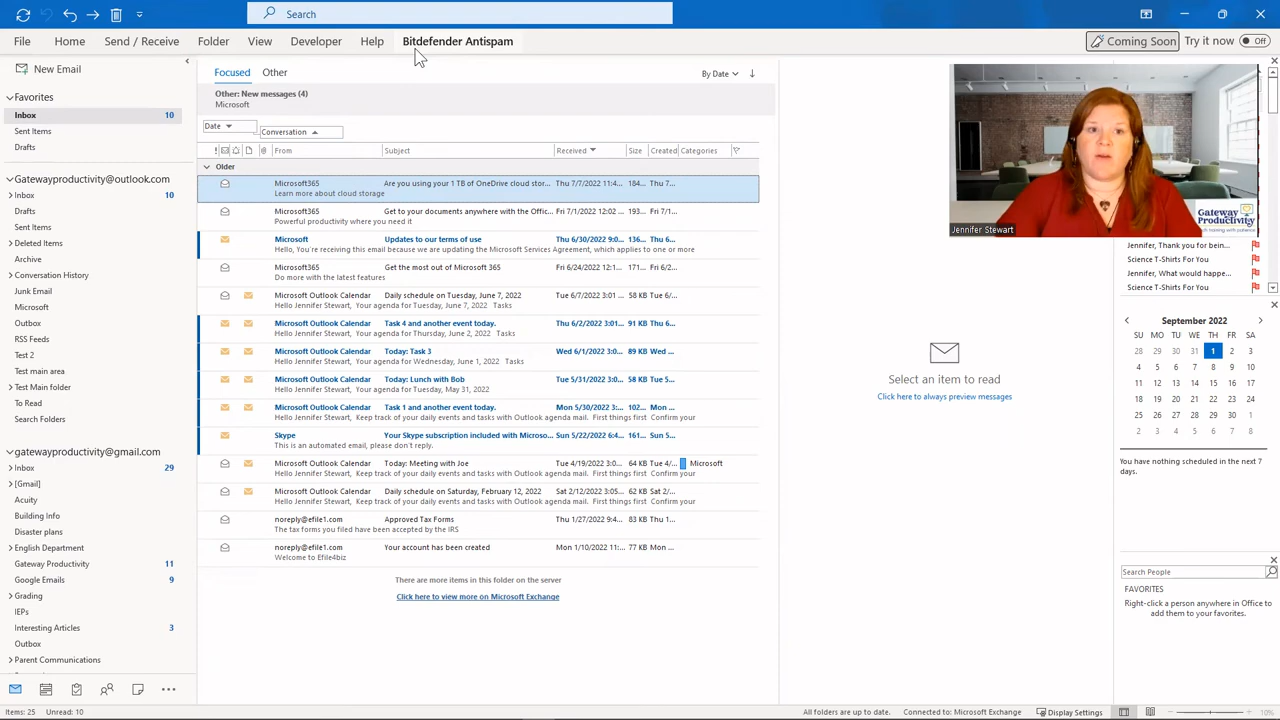 Search
File
Home
Send / Receive
Folder
View
Developer
Help
Bitdefender Antispam
Coming Soon
Try it now
Off
New Email
Favorites
Inbox 10
Sent Items
Drafts
Gatewayproductivity@outlook.com
Inbox 10
Drafts
Sent Items
Deleted Items
Archive
Conversation History
Junk Email
Microsoft
Outbox
RSS Feeds
Test 2
Test main area
Test Main folder
To Read
Search Folders
gatewayproductivity@gmail.com
Inbox 29
[Gmail]
Acuity
Building Info
Disaster plans
English Department
Gateway Productivity 11
Google Emails 9
Grading
IEPs
Interesting Articles 3
Outbox
Parent Communications
Focused
Other
By Date
Other: New messages (4)
Microsoft
Date
Conversation
From Subject Received Size Created Categories
Older
Microsoft365 Are you using your 1 TB of OneDrive cloud stor... Thu 7/7/2022 11:4... 184... Thu 7...
Learn more about cloud storage
Microsoft365 Get to your documents anywhere with the Offic... Fri 7/1/2022 12:02 ... 193... Fri 7/1...
Powerful productivity where you need it
Microsoft Updates to our terms of use Thu 6/30/2022 9:0... 136... Thu 6...
Hello, You're receiving this email because we are updating the Microsoft Services Agreement, which applies to one or more
Microsoft365 Get the most out of Microsoft 365 Fri 6/24/2022 12:... 171... Fri 6/...
Do more with the latest features
Microsoft Outlook Calendar Daily schedule on Tuesday, June 7, 2022 Tue 6/7/2022 3:01 ... 58 KB Tue 6/...
Hello Jennifer Stewart, Your agenda for Tuesday, June 7, 2022 Tasks
Microsoft Outlook Calendar Task 4 and another event today. Thu 6/2/2022 3:01... 91 KB Thu 6/...
Hello Jennifer Stewart, Your agenda for Thursday, June 2, 2022 Tasks
Microsoft Outlook Calendar Today: Task 3 Wed 6/1/2022 3:0... 89 KB Wed ...
Hello Jennifer Stewart, Your agenda for Wednesday, June 1, 2022 Tasks
Microsoft Outlook Calendar Today: Lunch with Bob Tue 5/31/2022 3:0... 58 KB Tue 5...
Hello Jennifer Stewart, Your agenda for Tuesday, May 31, 2022
Microsoft Outlook Calendar Task 1 and another event today. Mon 5/30/2022 3:... 102... Mon ...
Hello Jennifer Stewart, Keep track of your daily events and tasks with Outlook agenda mail. First things first Confirm your
Skype Your Skype subscription included with Microso... Sun 5/22/2022 6:4... 161... Sun 5...
This is an automated email, please don't reply.
Microsoft Outlook Calendar Today: Meeting with Joe Tue 4/19/2022 3:0... 64 KB Tue 4/... Microsoft
Hello Jennifer Stewart, Keep track of your daily events and tasks with Outlook agenda mail. First things first Confirm your
Microsoft Outlook Calendar Daily schedule on Saturday, February 12, 2022 Sat 2/12/2022 3:05... 62 KB Sat 2/...
Hello Jennifer Stewart, Keep track of your daily events and tasks with Outlook agenda mail. First things first Confirm your
noreply@efile1.com Approved Tax Forms Thu 1/27/2022 9:4... 83 KB Thu 1...
The tax forms you filed have been accepted by the IRS
noreply@efile1.com Your account has been created Mon 1/10/2022 11:... 77 KB Mon ...
Welcome to Efile4biz
There are more items in this folder on the server
Click here to view more on Microsoft Exchange
Select an item to read
Click here to always preview messages
Gateway
Productivity
Tech training with patience
Jennifer Stewart
Jennifer, Thank you for bein...
Science T-Shirts For You
Jennifer, What would happe...
Science T-Shirts For You
September 2022
SU MO TU WE TH FR SA
28 29 30 31 1 2 3
4 5 6 7 8 9 10
11 12 13 14 15 16 17
18 19 20 21 22 23 24
25 26 27 28 29 30 1
2 3 4 5 6 7 8
You have nothing scheduled in the next 7
days.
Search People
FAVORITES
Right-click a person anywhere in Office to
add them to your favorites.
Items: 25 Unread: 10
All folders are up to date.
Connected to: Microsoft Exchange
Display Settings
10%